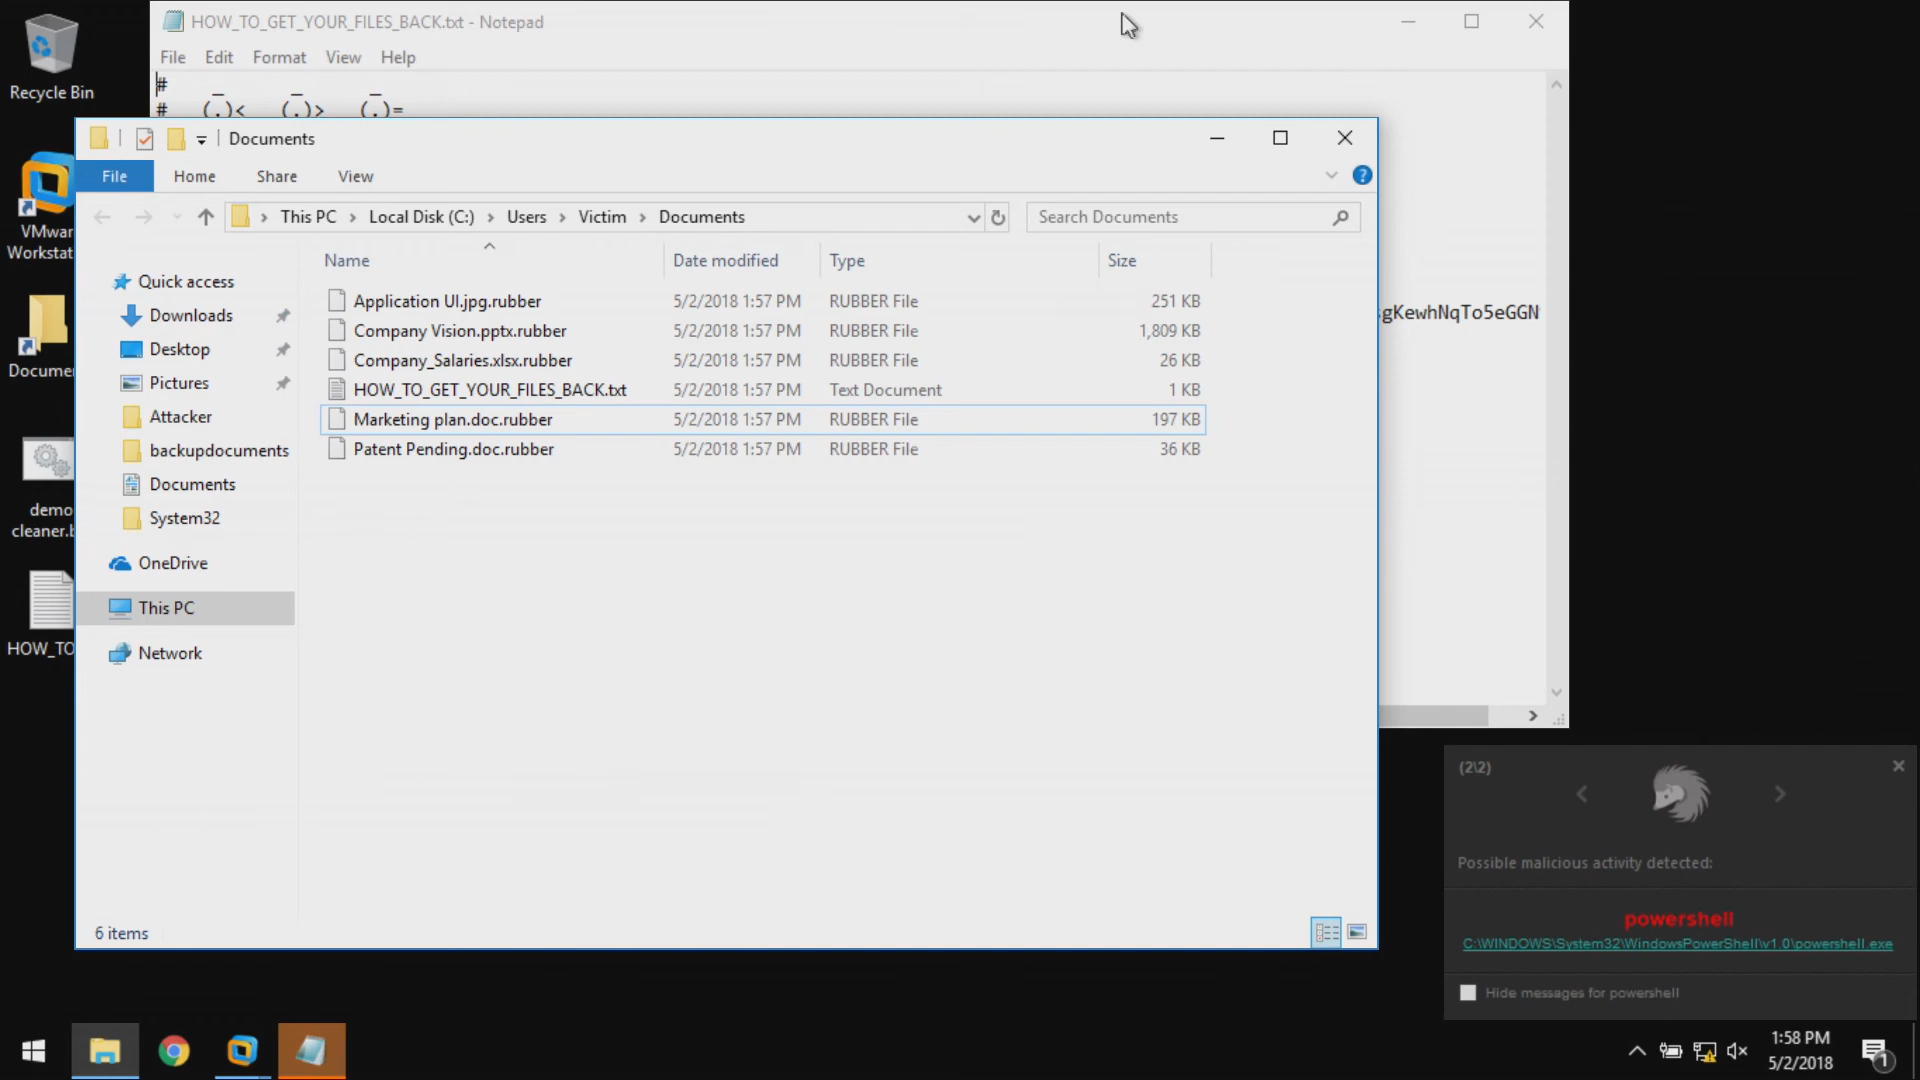 Recycle Bin
VMwar
Workstat
Documer
demo
cleaner.b
HOW_TO
HOW_TO_GET_YOUR_FILES_BACK.txt - Notepad
File Edit Format View Help
#    _    _    _
#   (.)<   (.)>   (.)=
gKewhNqTo5eGGN
Documents
File Home Share View
This PC > Local Disk (C:) > Users > Victim > Documents
Search Documents
Name Date modified Type Size
Application UI.jpg.rubber 5/2/2018 1:57 PM RUBBER File 251 KB
Company Vision.pptx.rubber 5/2/2018 1:57 PM RUBBER File 1,809 KB
Company_Salaries.xlsx.rubber 5/2/2018 1:57 PM RUBBER File 26 KB
HOW_TO_GET_YOUR_FILES_BACK.txt 5/2/2018 1:57 PM Text Document 1 KB
Marketing plan.doc.rubber 5/2/2018 1:57 PM RUBBER File 197 KB
Patent Pending.doc.rubber 5/2/2018 1:57 PM RUBBER File 36 KB
Quick access
Downloads
Desktop
Pictures
Attacker
backupdocuments
Documents
System32
OneDrive
This PC
Network
6 items
(2\2)
Possible malicious activity detected:
powershell
C:\WINDOWS\System32\WindowsPowerShell\v1.0\powershell.exe
Hide messages for powershell
1:58 PM
5/2/2018
1